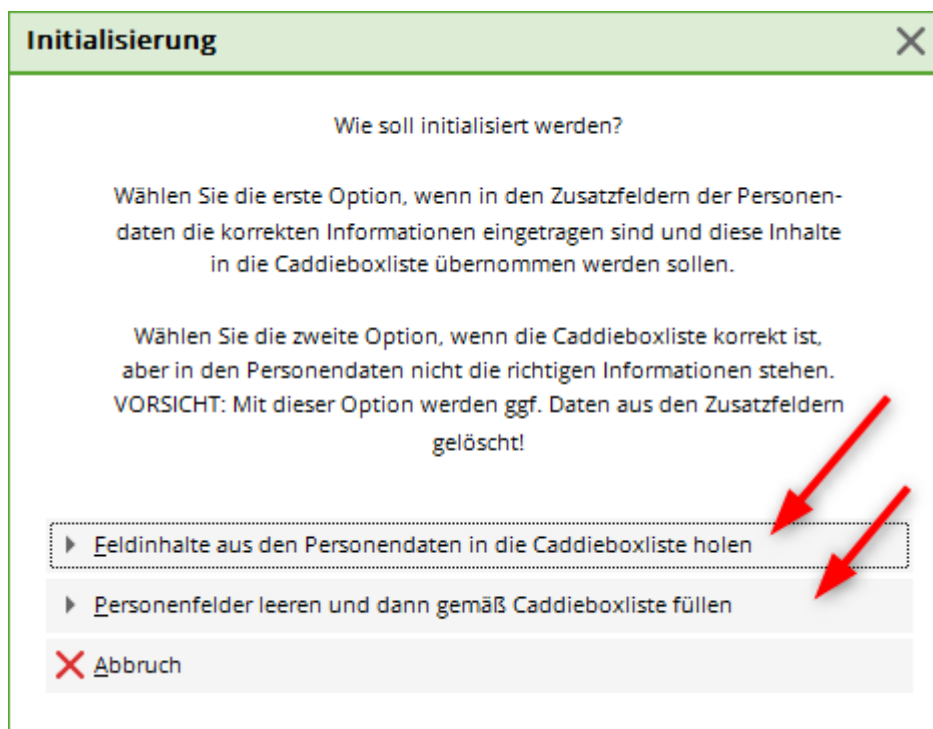 Initialisierung
Wie soll initialisiert werden?
Wählen Sie die erste Option, wenn in den Zusatzfeldern der Personen-
daten die korrekten Informationen eingetragen sind und diese Inhalte
in die Caddieboxliste übernommen werden sollen.
Wählen Sie die zweite Option, wenn die Caddieboxliste korrekt ist,
aber in den Personendaten nicht die richtigen Informationen stehen.
VORSICHT: Mit dieser Option werden ggf. Daten aus den Zusatzfeldern
gelöscht!
Feldinhalte aus den Personendaten in die Caddieboxliste holen
Personenfelder leeren und dann gemäß Caddieboxliste füllen
Abbruch